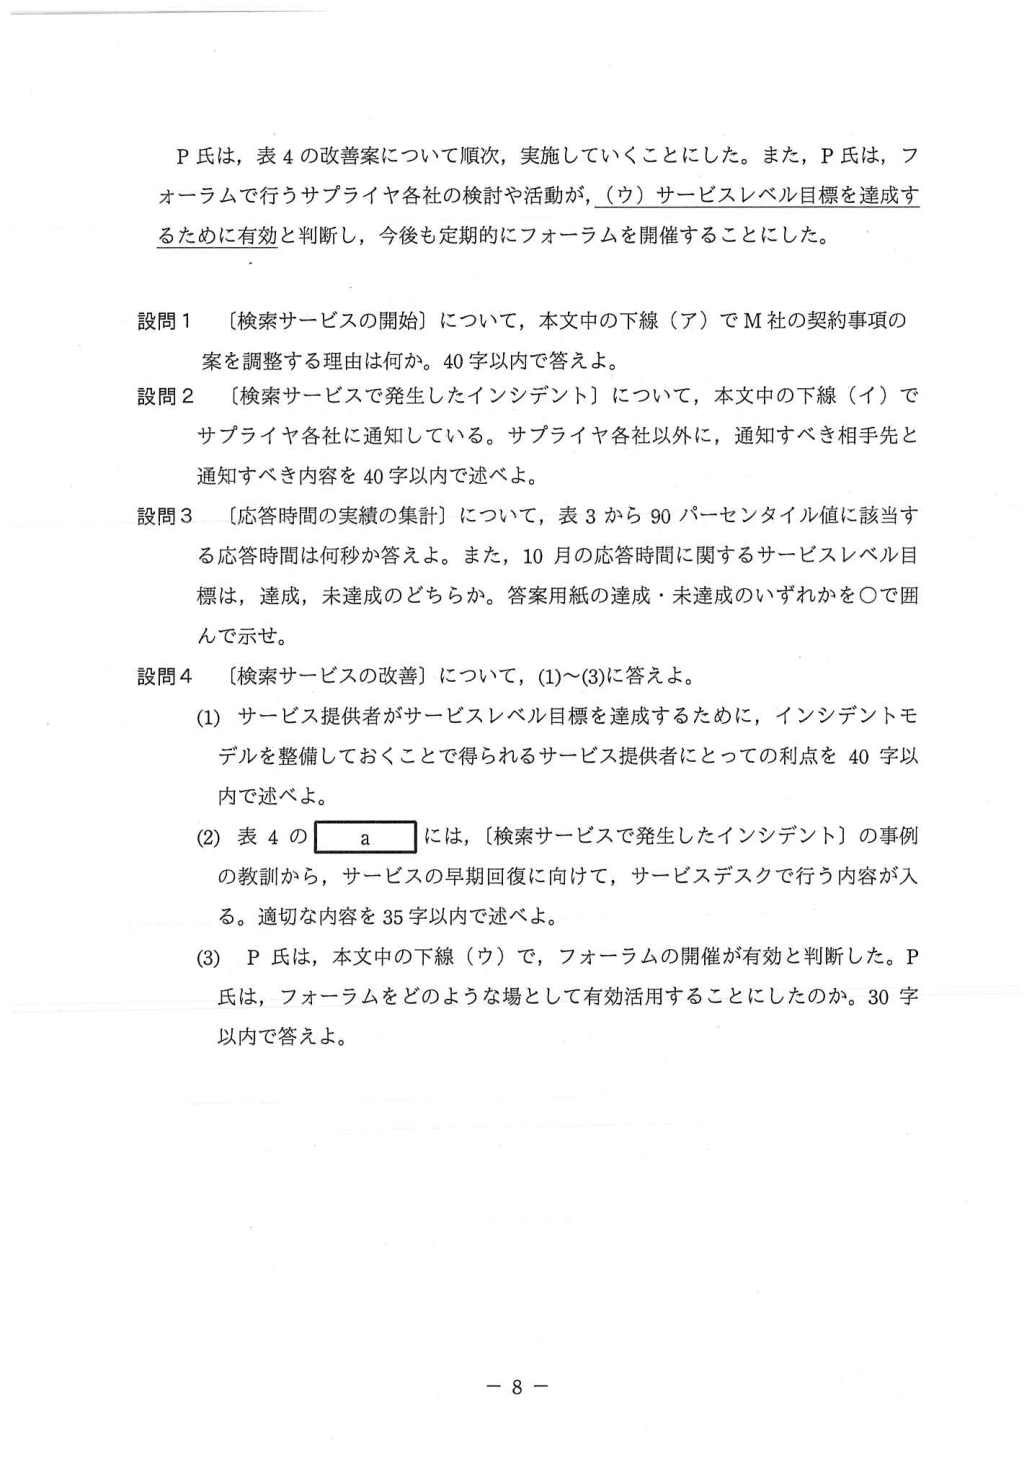 P 氏は，表 4 の改善案について順次，実施していくことにした。また，P 氏は，フ
ォーラムで行うサプライヤ各社の検討や活動が，（ウ）サービスレベル目標を達成す
るために有効と判断し，今後も定期的にフォーラムを開催することにした。
設問1 〔検索サービスの開始〕について，本文中の下線（ア）で M 社の契約事項の
案を調整する理由は何か。40 字以内で答えよ。
設問2 〔検索サービスで発生したインシデント〕について，本文中の下線（イ）で
サプライヤ各社に通知している。サプライヤ各社以外に，通知すべき相手先と
通知すべき内容を 40 字以内で述べよ。
設問3 〔応答時間の実績の集計〕について，表 3 から 90 パーセンタイル値に該当す
る応答時間は何秒か答えよ。また，10 月の応答時間に関するサービスレベル目
標は，達成，未達成のどちらか。答案用紙の達成・未達成のいずれかを〇で囲
んで示せ。
設問4 〔検索サービスの改善〕について，(1)～(3)に答えよ。
(1) サービス提供者がサービスレベル目標を達成するために，インシデントモ
デルを整備しておくことで得られるサービス提供者にとっての利点を 40 字以
内で述べよ。
(2) 表 4 の a には，〔検索サービスで発生したインシデント〕の事例
の教訓から，サービスの早期回復に向けて，サービスデスクで行う内容が入
る。適切な内容を 35 字以内で述べよ。
(3) P 氏は，本文中の下線（ウ）で，フォーラムの開催が有効と判断した。P
氏は，フォーラムをどのような場として有効活用することにしたのか。30 字
以内で答えよ。
－ 8 －